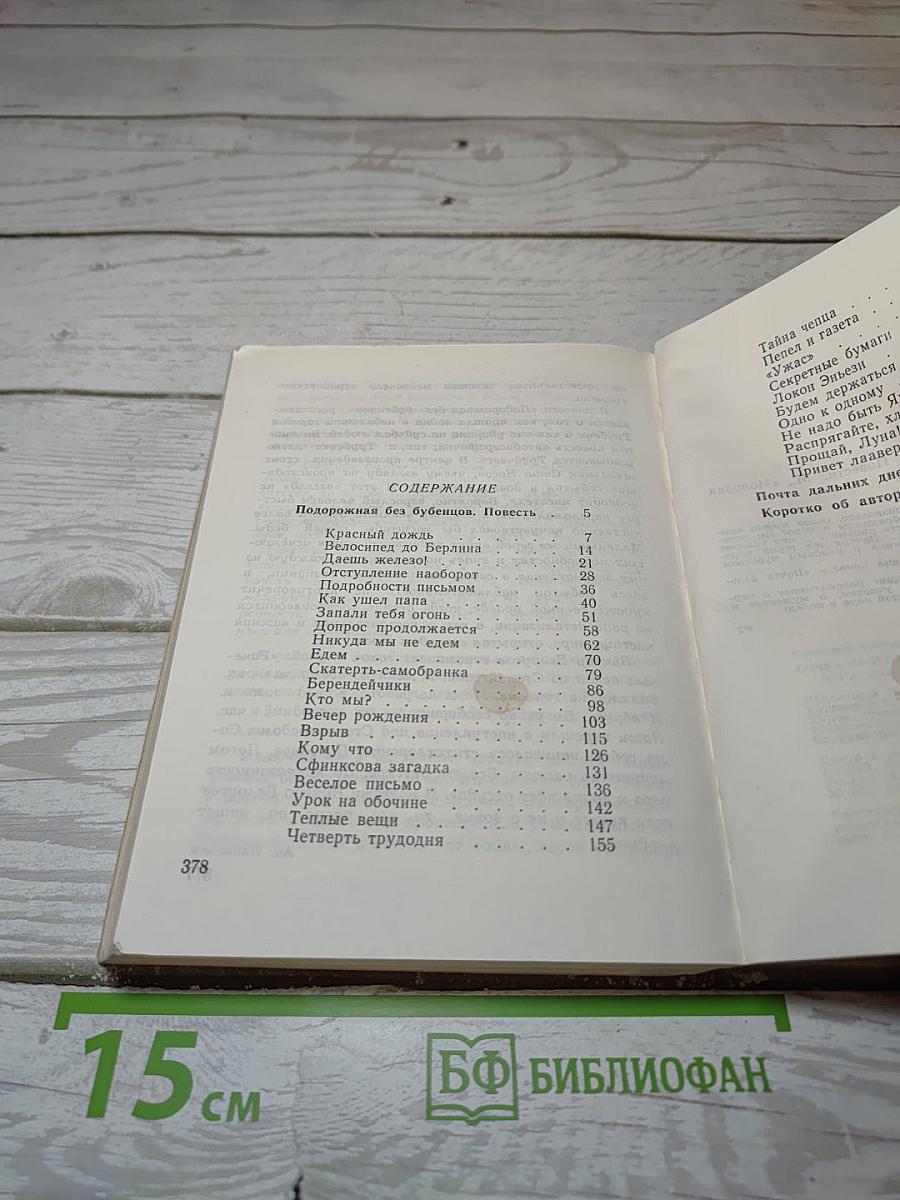 СОДЕРЖАНИЕ
Подорожная без бубенцов. Повесть . 5
Красный дождь . . . . . . 7
Велосипед до Берлина . . . . 14
Даешь железо! . . . . . . 21
Отступление наоборот . . . . 28
Подробности письмом . . . . 36
Как ушел папа . . . . . . 40
Запали тебя огонь . . . . . 51
Допрос продолжается . . . . 58
Никуда мы не едем . . . . . 62
Едем . . . . . . . . 70
Скатерть-самобранка . . . . 79
Берендейчики . . . . . . 86
Кто мы? . . . . . . . 98
Вечер рождения . . . . . . 103
Взрыв . . . . . . . . 115
Кому что . . . . . . . 126
Сфинксова загадка . . . . . 131
Веселое письмо . . . . . . 136
Урок на обочине . . . . . 142
Теплые вещи . . . . . . 147
Четверть трудодня . . . . . 155
378
Тайна чепца . . .
Пепел и газета . .
«Ужас» . . .
Секретные бумаги
Локон Эньези .
Будем держаться
Одно к одному .
Не надо быть
Распрягайте,
Прощай, Луна!
Привет
Почта дальних
Коротко об
15 см
БФ БИБЛИОФАН